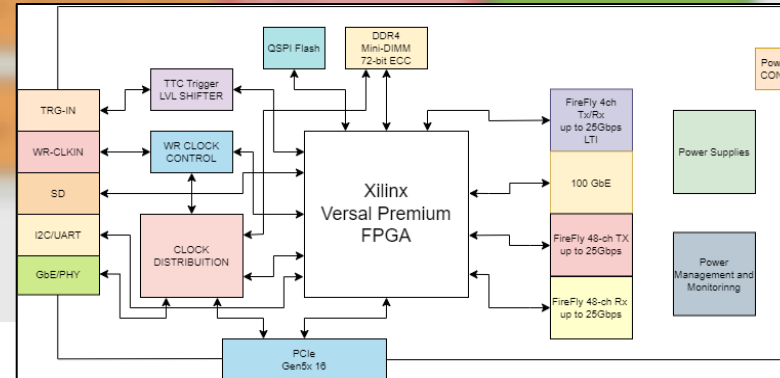 QSPI Flash
DDR4
Mini-DIMM
72-bit ECC
Pow
CON
TTC Trigger
LVL SHIFTER
TRG-IN
WR-CLKIN
SD
I2C/UART
GbE/PHY
WR CLOCK
CONTROL
CLOCK
DISTRIBUITION
Xilinx
Versal Premium
FPGA
FireFly 4ch
Tx/Rx
up to 25Gbps
LTI
100 GbE
FireFly 48-ch TX
up to 25Gbps
FireFly 48-ch Rx
up to 25Gbps
Power Supplies
Power
Management and
Monitorinng
PCIe
Gen5x 16